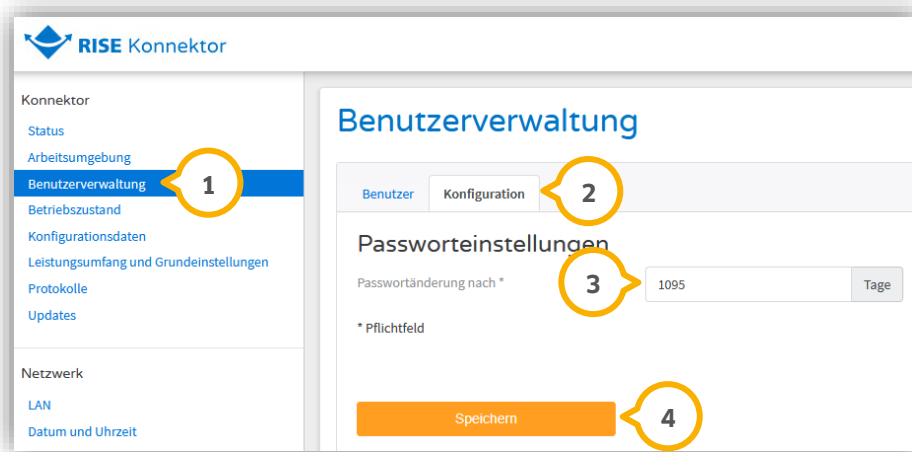 RISE Konnektor
Konnektor
Status
Arbeitsumgebung
Benutzerverwaltung
1
Betriebszustand
Konfigurationsdaten
Leistungsumfang und Grundeinstellungen
Protokolle
Updates
Netzwerk
LAN
Datum und Uhrzeit
Benutzerverwaltung
Benutzer Konfiguration 2
Passworteinstellungen
Passwortänderung nach * 3 1095 Tage
* Pflichtfeld
Speichern 4